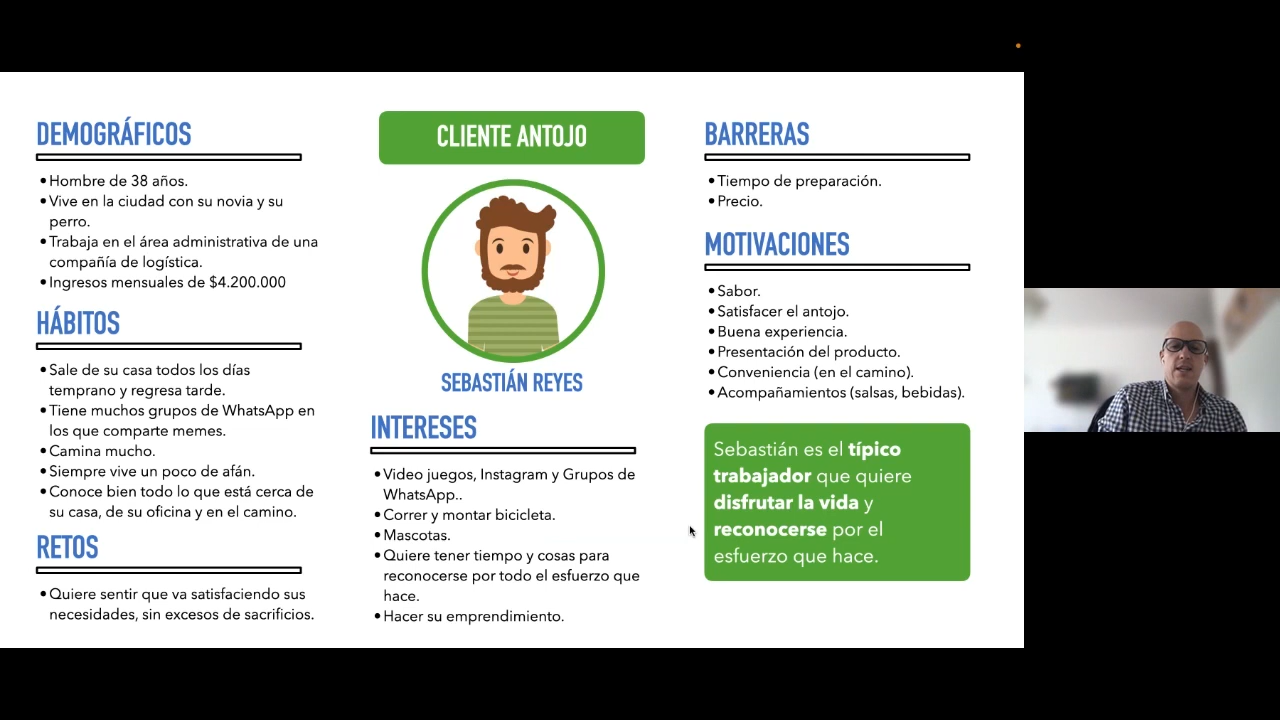 DEMOGRÁFICOS
•Hombre de 38 años.
•Vive en la ciudad con su novia y su
perro.
•Trabaja en el área administrativa de una
compañía de logística.
•Ingresos mensuales de $4.200.000
HÁBITOS
•Sale de su casa todos los días
temprano y regresa tarde.
•Tiene muchos grupos de WhatsApp en
los que comparte memes.
•Camina mucho.
•Siempre vive un poco de afán.
•Conoce bien todo lo que está cerca de
su casa, de su oficina y en el camino.
RETOS
•Quiere sentir que va satisfaciendo sus
necesidades, sin excesos de sacrificios.
CLIENTE ANTOJO
SEBASTIÁN REYES
INTERESES
•Video juegos, Instagram y Grupos de
WhatsApp..
•Correr y montar bicicleta.
•Mascotas.
•Quiere tener tiempo y cosas para
reconocerse por todo el esfuerzo que
hace.
•Hacer su emprendimiento.
BARRERAS
•Tiempo de preparación.
•Precio.
MOTIVACIONES
•Sabor.
•Satisfacer el antojo.
•Buena experiencia.
•Presentación del producto.
•Conveniencia (en el camino).
•Acompañamientos (salsas, bebidas).
Sebastián es el típico
trabajador que quiere
disfrutar la vida y
reconocerse por el
esfuerzo que hace.